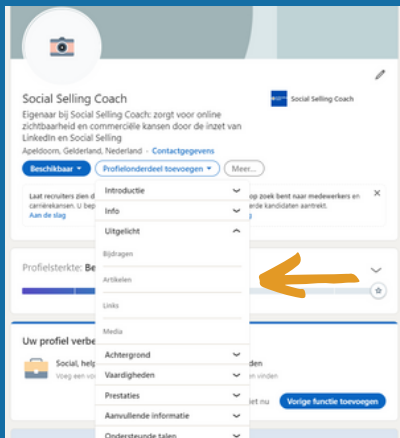 Social Selling Coach
Social Selling Coach
Eigenaar bij Social Selling Coach: zorgt voor online
zichtbaarheid en commerciële kansen door de inzet van
LinkedIn en Social Selling
Apeldoorn, Gelderland, Nederland - Contactgegevens
Beschikbaar
Profielonderdeel toevoegen
Meer...
Laat recruiters zien d
op zoek bent naar medewerkers en
carrièrekansen. U bep
erde kandidaten aantrekt.
Aan de slag
Introductie
Info
Uitgelicht
Bijdragen
Artikelen
Links
Media
Achtergrond
Vaardigheden
Prestaties
Aanvullende informatie
Ondersteunde talen
Profielsterkte: Be
Uw profiel verbe
Social, help
den
Voeg een vo
n vinden
iet nu
Vorige functie toevoegen